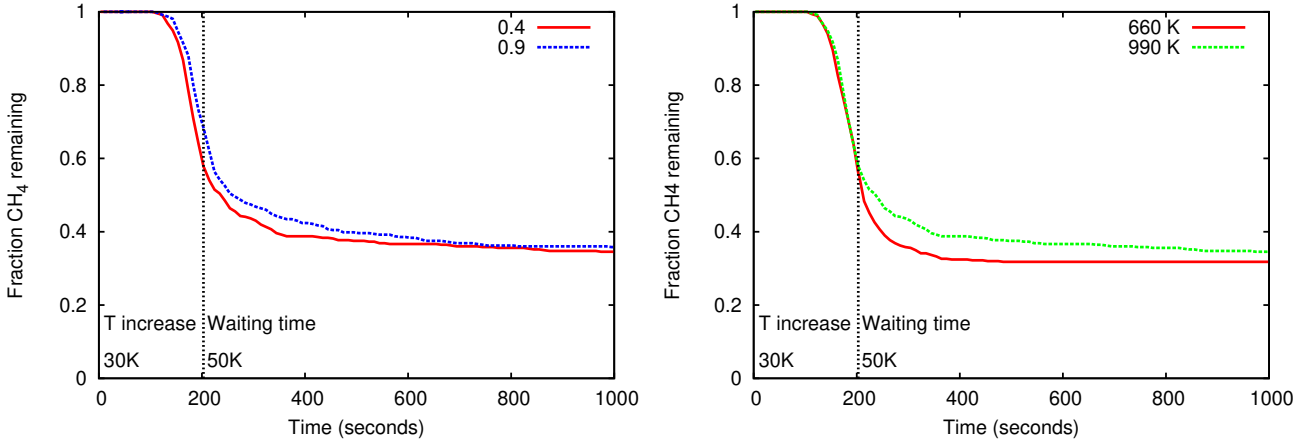 1
0.8
0.6
0.4
0.2
0
Fraction CH4 remaining
0.4
0.9
T increase
Waiting time
30K
50K
0 200 400 600 800 1000
Time (seconds)
1
0.8
0.6
0.4
0.2
0
Fraction CH4 remaining
660 K
990 K
T increase
Waiting time
30K
50K
0 200 400 600 800 1000
Time (seconds)